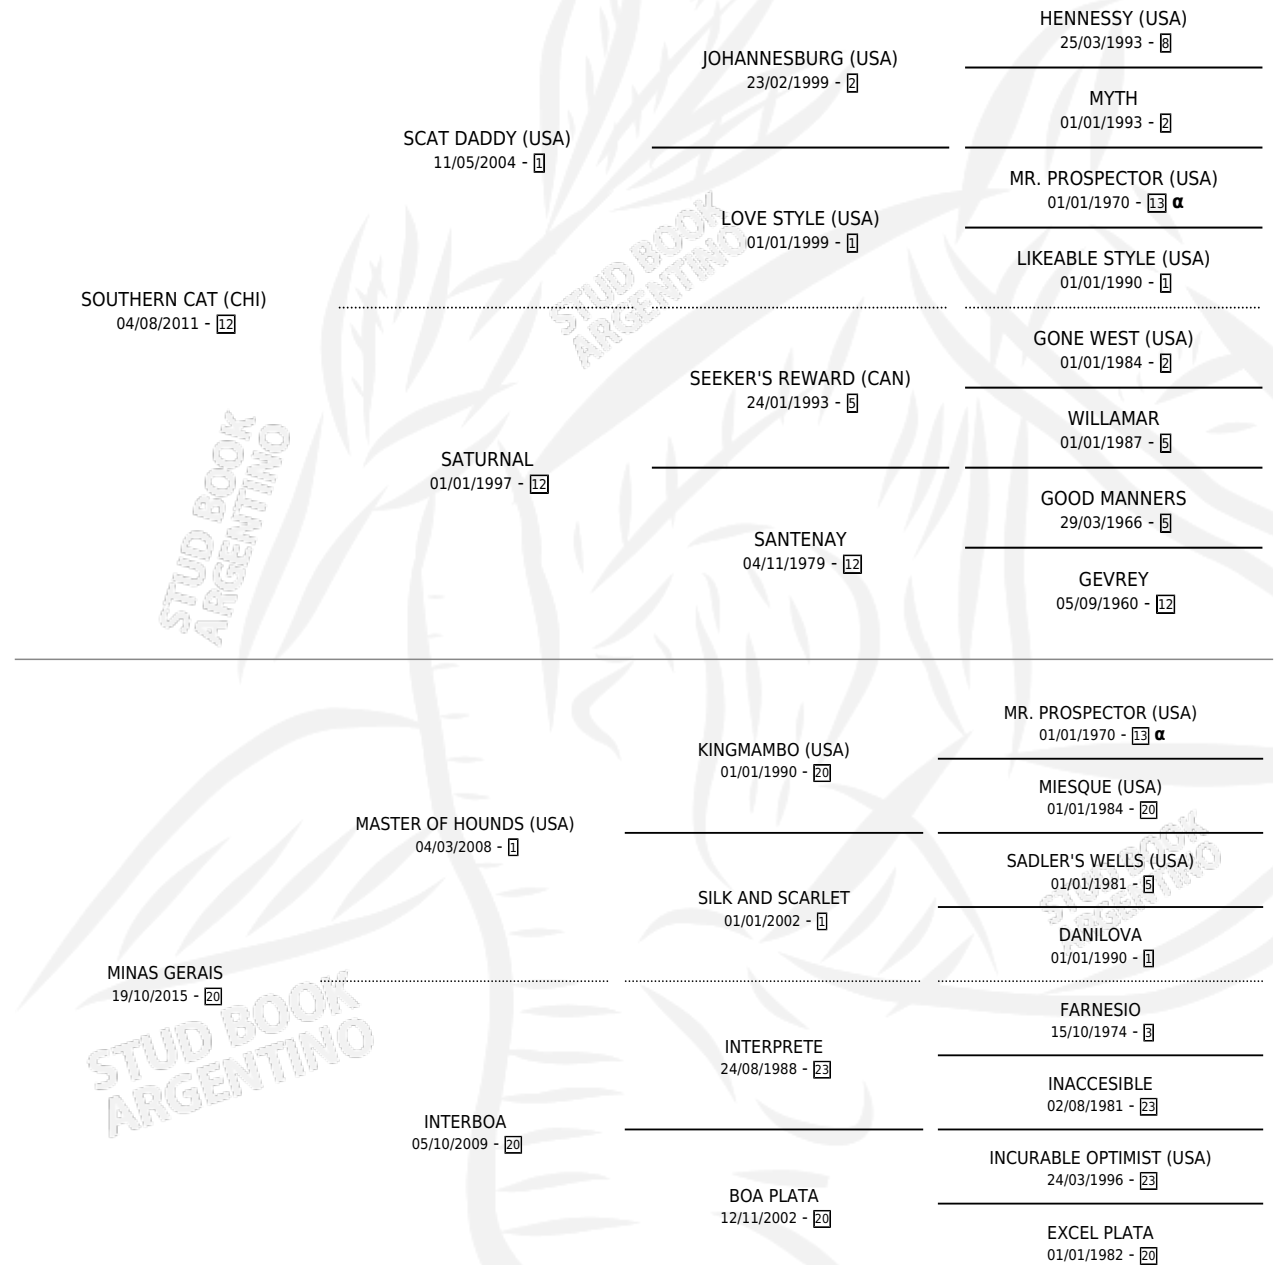 HENNESSY (USA)
25/03/1993 - 8
JOHANNESBURG (USA)
23/02/1999 - 2
MYTH
01/01/1993 - 2
SCAT DADDY (USA)
11/05/2004 - 1
MR. PROSPECTOR (USA)
01/01/1970 - 13 α
LOVE STYLE (USA)
01/01/1999 - 1
LIKEABLE STYLE (USA)
01/01/1990 - 1
STUD BOOK
ARGENTINO
SOUTHERN CAT (CHI)
04/08/2011 - 12
GONE WEST (USA)
01/01/1984 - 2
SEEKER'S REWARD (CAN)
24/01/1993 - 5
WILLAMAR
01/01/1987 - 5
SATURNAL
01/01/1997 - 12
GOOD MANNERS
29/03/1966 - 5
SANTENAY
04/11/1979 - 12
GEVREY
05/09/1960 - 12
STUD BOOK
ARGENTINO
MR. PROSPECTOR (USA)
01/01/1970 - 13 α
KINGMAMBO (USA)
01/01/1990 - 20
MIESQUE (USA)
01/01/1984 - 20
MASTER OF HOUNDS (USA)
04/03/2008 - 1
SADLER'S WELLS (USA)
01/01/1981 - 5
SILK AND SCARLET
01/01/2002 - 1
DANILOVA
01/01/1990 - 1
STUD BOOK
ARGENTINO
MINAS GERAIS
19/10/2015 - 20
FARNESIO
15/10/1974 - 3
INTERPRETE
24/08/1988 - 23
INACCESIBLE
02/08/1981 - 23
STUD BOOK
ARGENTINO
INTERBOA
05/10/2009 - 20
INCURABLE OPTIMIST (USA)
24/03/1996 - 23
BOA PLATA
12/11/2002 - 20
EXCEL PLATA
01/01/1982 - 20